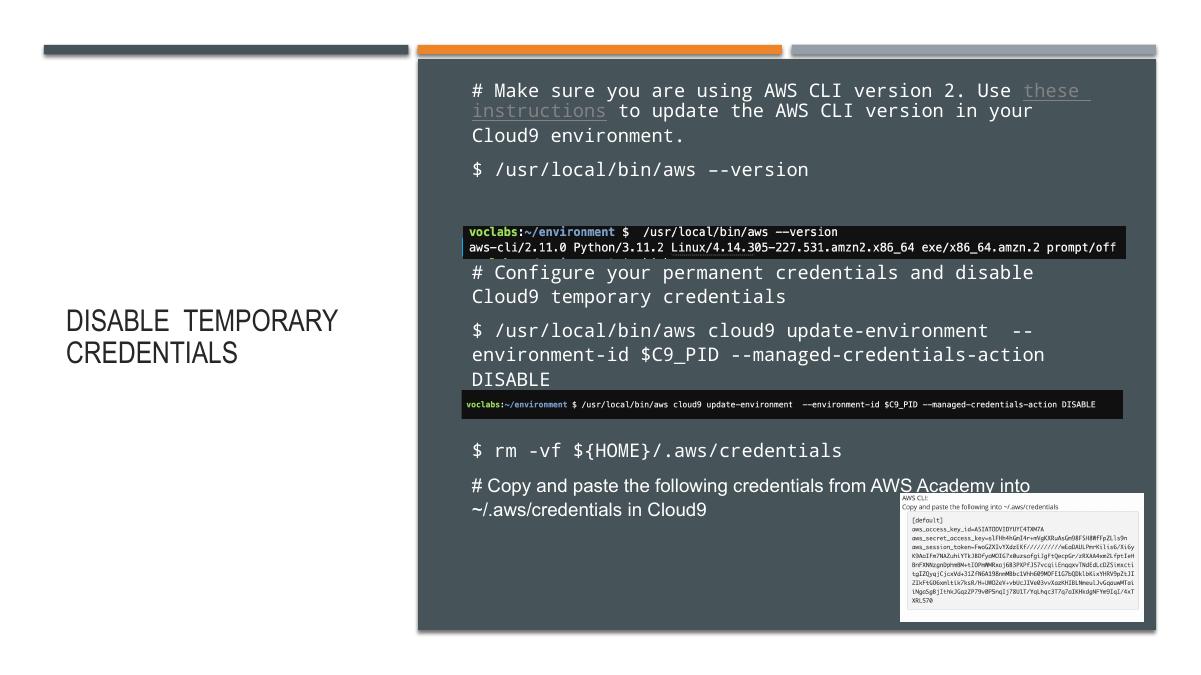 # Make sure you are using AWS CLI version 2. Use these
instructions to update the AWS CLI version in your
Cloud9 environment.
$ /usr/local/bin/aws --version
voclabs:~/environment $  /usr/local/bin/aws --version
aws-cli/2.11.0 Python/3.11.2 Linux/4.14.305-227.531.amzn2.x86_64 exe/x86_64.amzn.2 prompt/off
# Configure your permanent credentials and disable
Cloud9 temporary credentials
DISABLE  TEMPORARY
CREDENTIALS
$ /usr/local/bin/aws cloud9 update-environment  --
environment-id $C9_PID --managed-credentials-action
DISABLE
voclabs:~/environment $ /usr/local/bin/aws cloud9 update-environment  --environment-id $C9_PID --managed-credentials-action DISABLE
$ rm -vf ${HOME}/.aws/credentials
# Copy and paste the following credentials from AWS Academy into
~/.aws/credentials in Cloud9
AWS CLI:
Copy and paste the following into ~/.aws/credentials
[default]
aws_access_key_id=
aws_secret_access_key=
aws_session_token=